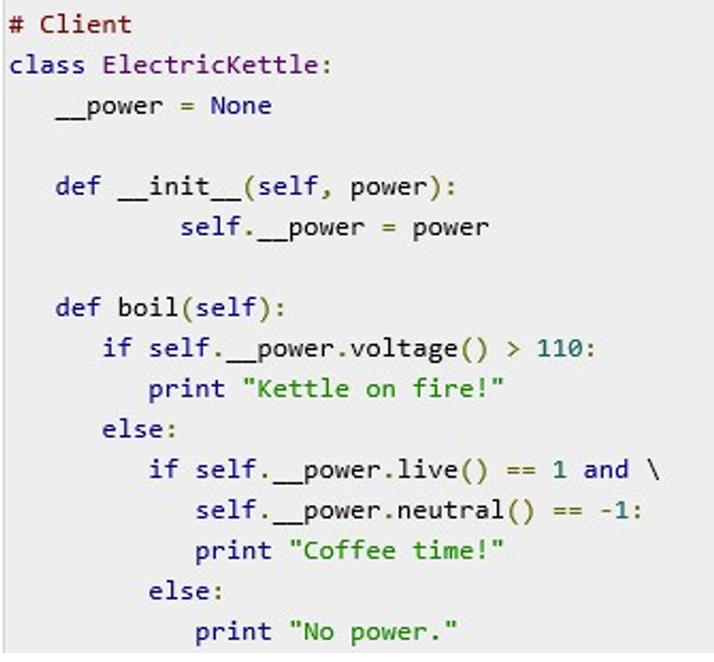 # Client
class ElectricKettle:
   __power = None

   def __init__(self, power):
           self.__power = power

   def boil(self):
      if self.__power.voltage() > 110:
         print "Kettle on fire!"
      else:
         if self.__power.live() == 1 and \
            self.__power.neutral() == -1:
            print "Coffee time!"
         else:
            print "No power."